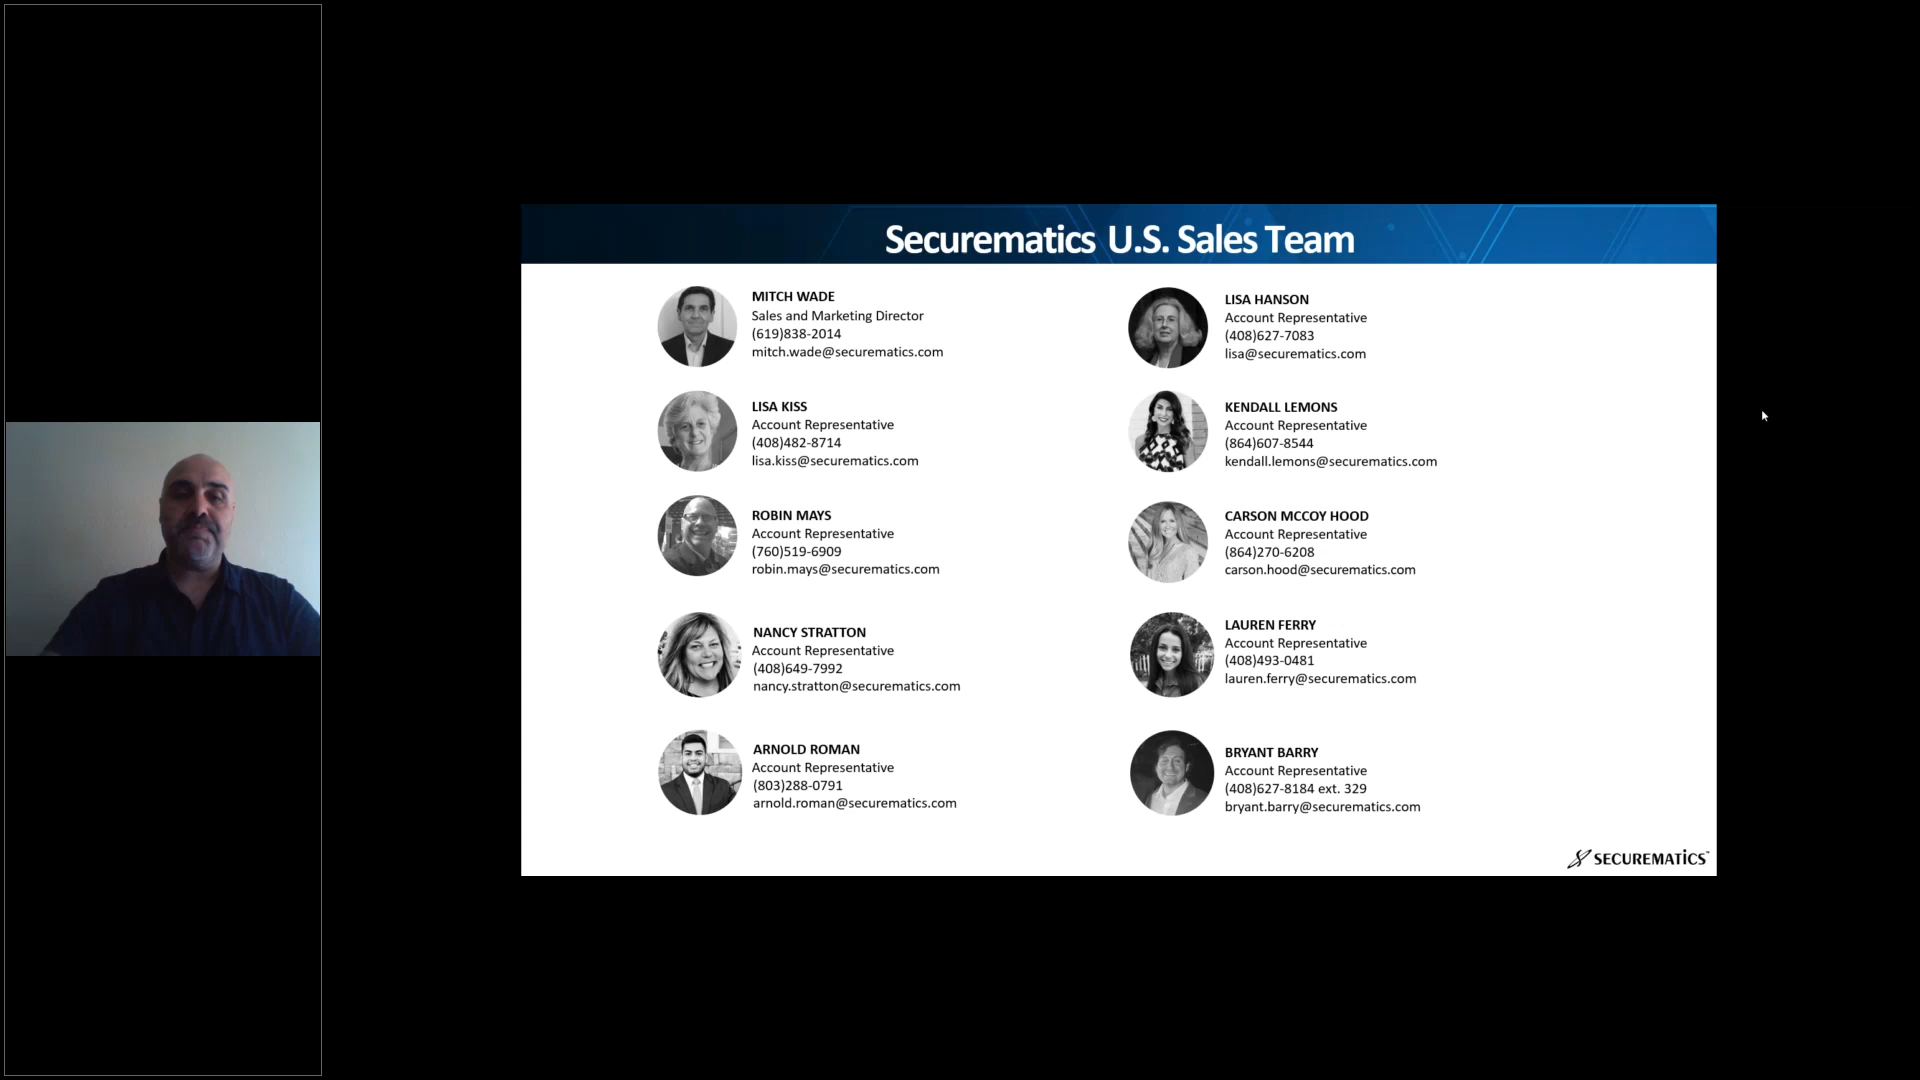 Securematics U.S. Sales Team
MITCH WADE
Sales and Marketing Director
(619)838-2014
mitch.wade@securematics.com
LISA KISS
Account Representative
(408)482-8714
lisa.kiss@securematics.com
ROBIN MAYS
Account Representative
(760)519-6909
robin.mays@securematics.com
NANCY STRATTON
Account Representative
(408)649-7992
nancy.stratton@securematics.com
ARNOLD ROMAN
Account Representative
(803)288-0791
arnold.roman@securematics.com
LISA HANSON
Account Representative
(408)627-7083
lisa@securematics.com
KENDALL LEMONS
Account Representative
(864)607-8544
kendall.lemons@securematics.com
CARSON MCCOY HOOD
Account Representative
(864)270-6208
carson.hood@securematics.com
LAUREN FERRY
Account Representative
(408)493-0481
lauren.ferry@securematics.com
BRYANT BARRY
Account Representative
(408)627-8184 ext. 329
bryant.barry@securematics.com
SECUREMATICS™